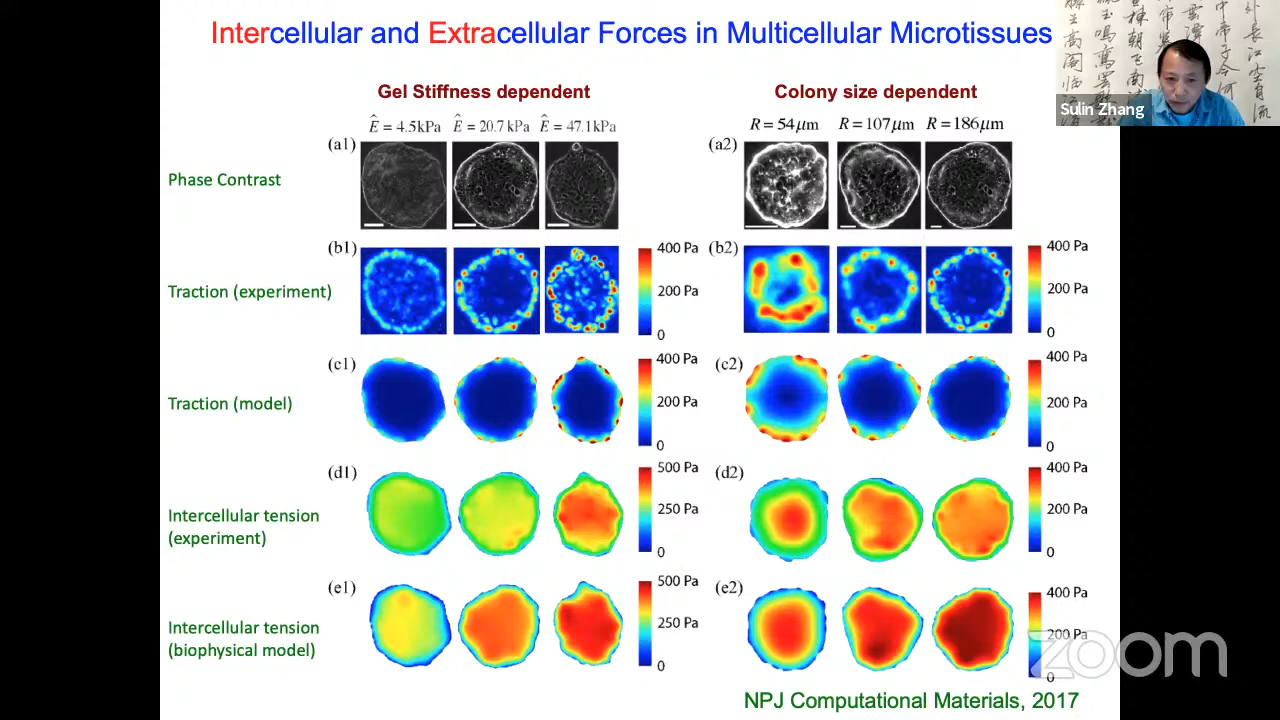 Intercellular and Extracellular Forces in Multicellular Microtissues
Gel Stiffness dependent
Colony size dependent
Ê = 4.5kPa
Ê = 20.7 kPa
Ê = 47.1kPa
R = 54μm
R = 107μm
R = 186μm
(a1)
(a2)
Phase Contrast
(b1)
400 Pa
200 Pa
0
(b2)
400 Pa
200 Pa
0
Traction (experiment)
(c1)
400 Pa
200 Pa
0
(c2)
400 Pa
200 Pa
0
Traction (model)
(d1)
500 Pa
250 Pa
0
(d2)
400 Pa
200 Pa
0
Intercellular tension
(experiment)
(e1)
500 Pa
250 Pa
0
(e2)
400 Pa
200 Pa
0
Intercellular tension
(biophysical model)
NPJ Computational Materials, 2017
Sulin Zhang
zoom